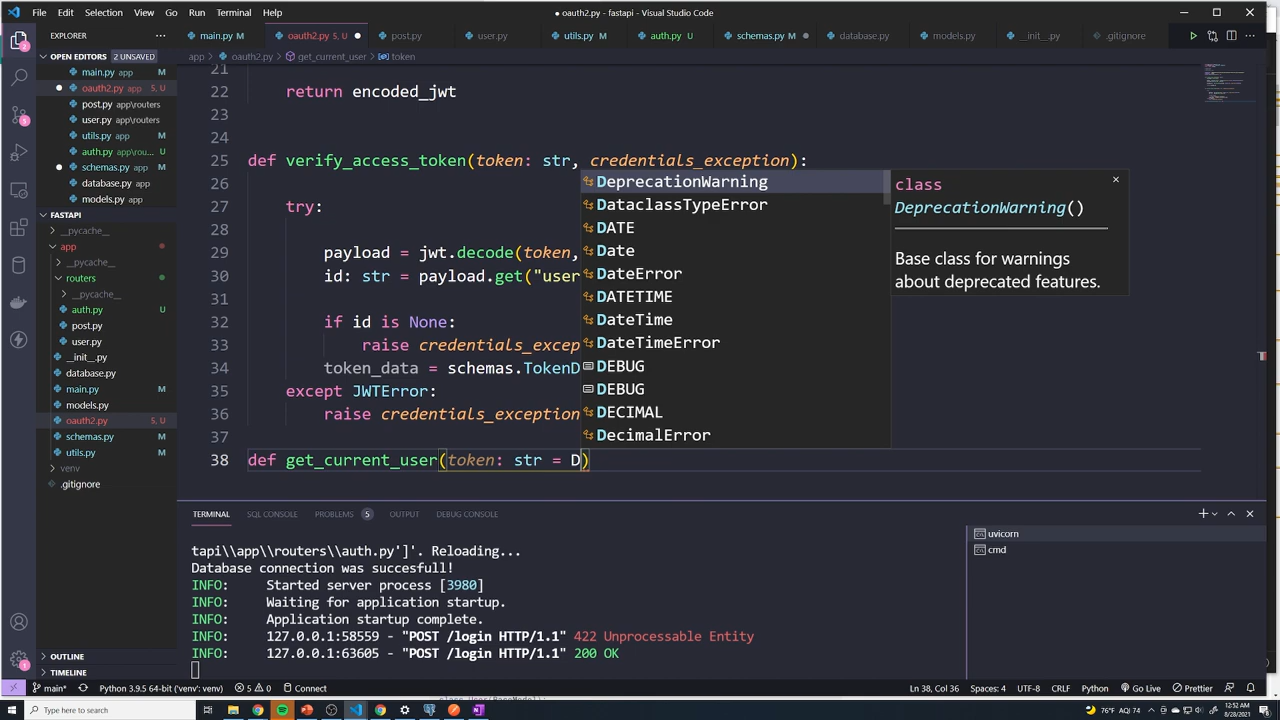 File Edit Selection View Go Run Terminal Help
● oauth2.py - fastapi - Visual Studio Code
EXPLORER
main.py app M
oauth2.py 5, U ●
post.py
user.py
utils.py M
auth.py U
schemas.py M ●
database.py
models.py
__init__.py
.gitignore
OPEN EDITORS 2 UNSAVED
main.py app M
oauth2.py app 5, U
post.py app\routers
user.py app\routers
utils.py app M
auth.py app\rou... U
schemas.py app M
database.py app
models.py app
FASTAPI
__pycache__
app
__pycache__
routers
__pycache__
auth.py U
post.py
user.py
__init__.py
database.py
main.py M
models.py
oauth2.py 5, U
schemas.py M
utils.py M
venv
.gitignore
OUTLINE
TIMELINE
app > oauth2.py > get_current_user > token
21
22 return encoded_jwt
23
24
25 def verify_access_token(token: str, credentials_exception):
26
27 try:
28
29 payload = jwt.decode(token,
30 id: str = payload.get("user
31
32 if id is None:
33 raise credentials_excep
34 token_data = schemas.TokenD
35 except JWTError:
36 raise credentials_exception
37
38 def get_current_user(token: str = D)
DeprecationWarning
DataclassTypeError
DATE
Date
DateError
DATETIME
DateTime
DateTimeError
DEBUG
DEBUG
DECIMAL
DecimalError
class
DeprecationWarning()
Base class for warnings
about deprecated features.
TERMINAL SQL CONSOLE PROBLEMS 5 OUTPUT DEBUG CONSOLE
tapi\\app\\routers\\auth.py']'. Reloading...
Database connection was succesfull!
INFO: Started server process [3980]
INFO: Waiting for application startup.
INFO: Application startup complete.
INFO: 127.0.0.1:58559 - "POST /login HTTP/1.1" 422 Unprocessable Entity
INFO: 127.0.0.1:63605 - "POST /login HTTP/1.1" 200 OK
uvicorn
cmd
main* Python 3.9.5 64-bit ('venv': venv) 5 0 Connect
Ln 38, Col 36 Spaces: 4 UTF-8 CRLF Python Go Live Prettier
Type here to search
76°F AQI 74
12:52 AM
8/28/2021